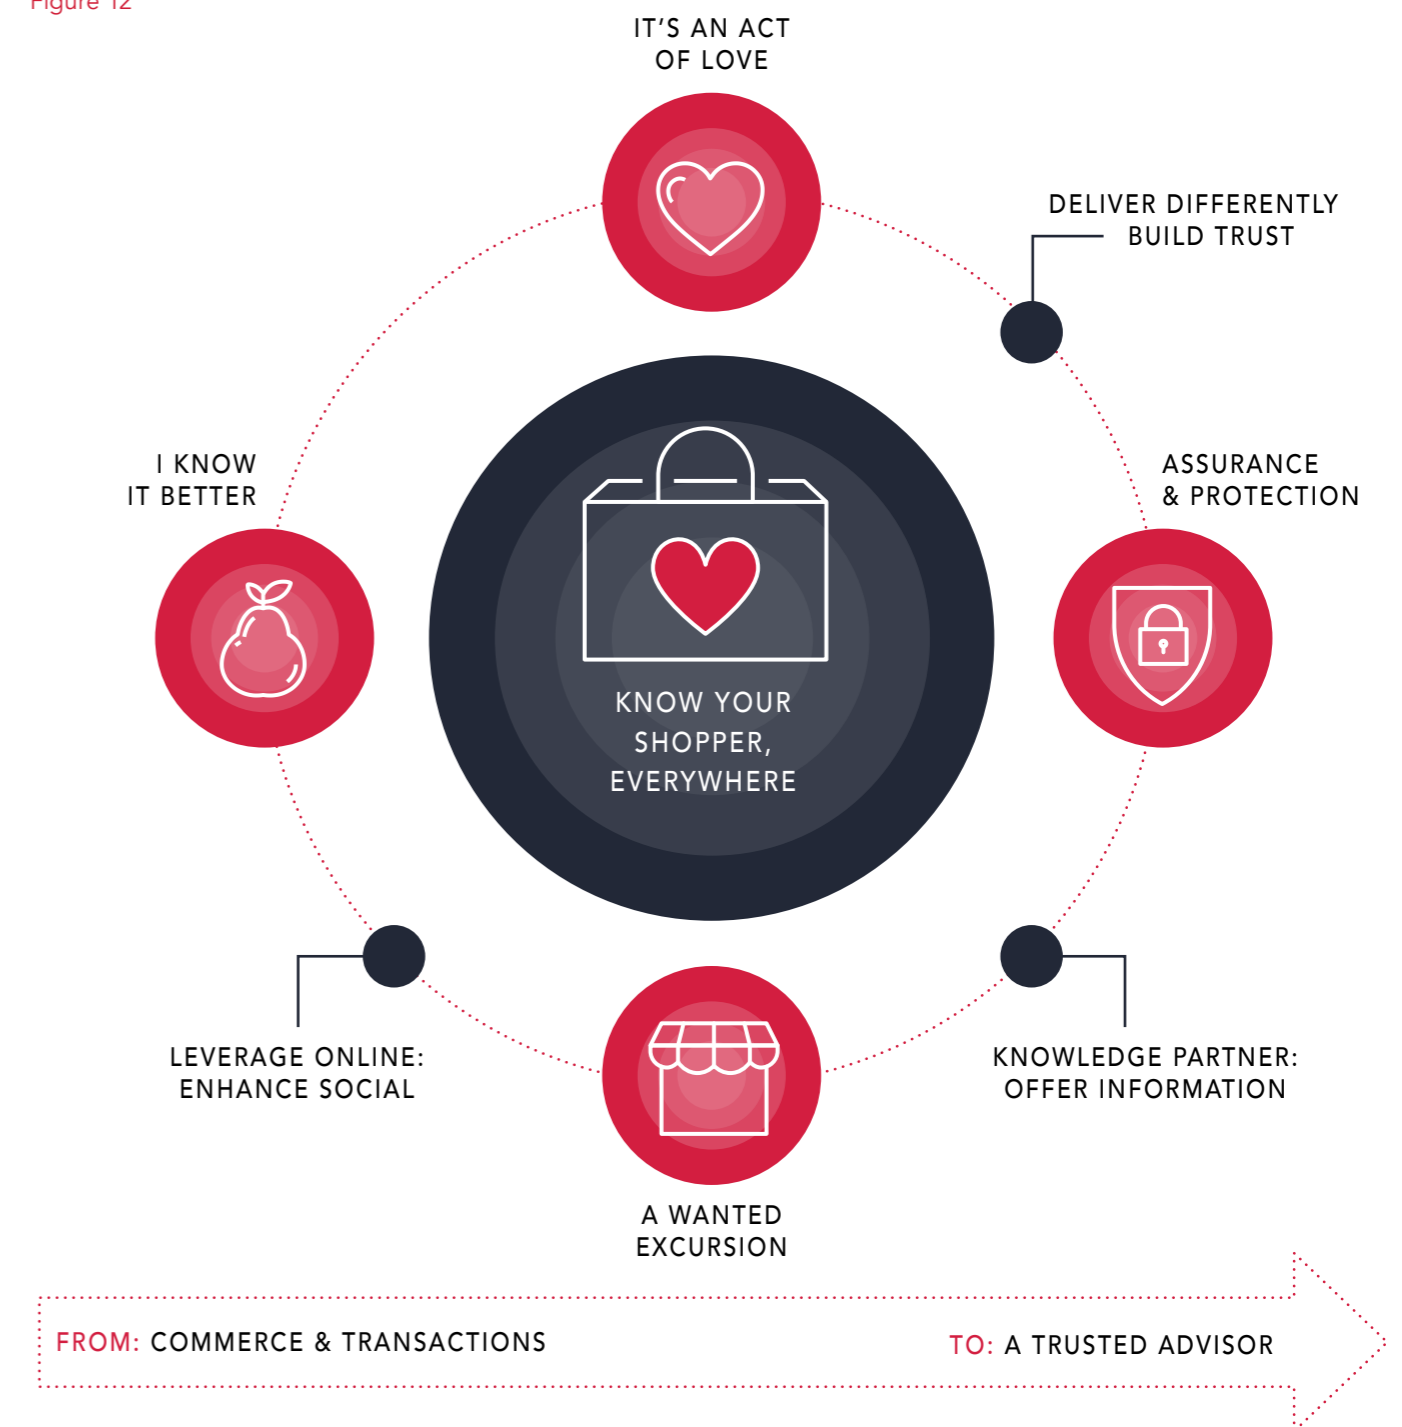 Figure 12
IT’S AN ACT
OF LOVE
DELIVER DIFFERENTLY
BUILD TRUST
I KNOW
IT BETTER
ASSURANCE
& PROTECTION
KNOW YOUR
SHOPPER,
EVERYWHERE
LEVERAGE ONLINE:
ENHANCE SOCIAL
KNOWLEDGE PARTNER:
OFFER INFORMATION
A WANTED
EXCURSION
FROM: COMMERCE & TRANSACTIONS
TO: A TRUSTED ADVISOR